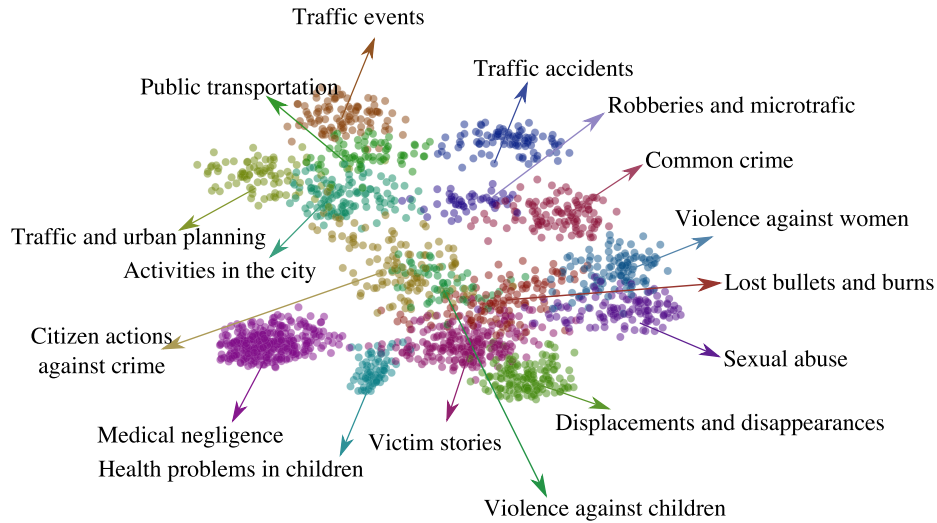 Traffic events
Traffic accidents
Public transportation
Robberies and microtrafic
Common crime
Violence against women
Traffic and urban planning
Activities in the city
Lost bullets and burns
Citizen actions
against crime
Sexual abuse
Displacements and disappearances
Medical negligence
Victim stories
Health problems in children
Violence against children